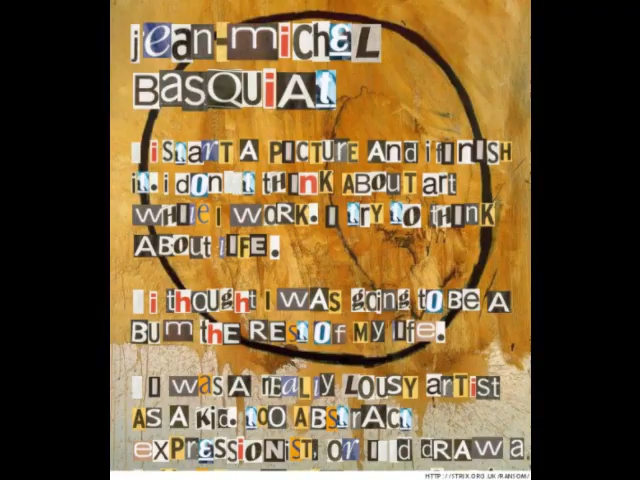 jean-michel
BASQUiAt
i StarT A PiCTURE And i finiSH
it. i don t thinK ABOuT art
WHilei WORK. I try to thinK
ABOut liFE.
i thought I WAS going to BE A
BUm thE REst Of My life.
I WaS A reallY LOUSY artiSt
AS A Kid. too ABStrAct
eXPRESSioniSt, OR I d dRAW a
HTTP://STRIX.ORG.UK/RANSOM/